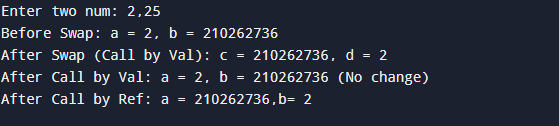 Enter two num: 2,25
Before Swap: a = 2, b = 210262736
After Swap (Call by Val): c = 210262736, d = 2
After Call by Val: a = 2, b = 210262736 (No change)
After Call by Ref: a = 210262736,b= 2